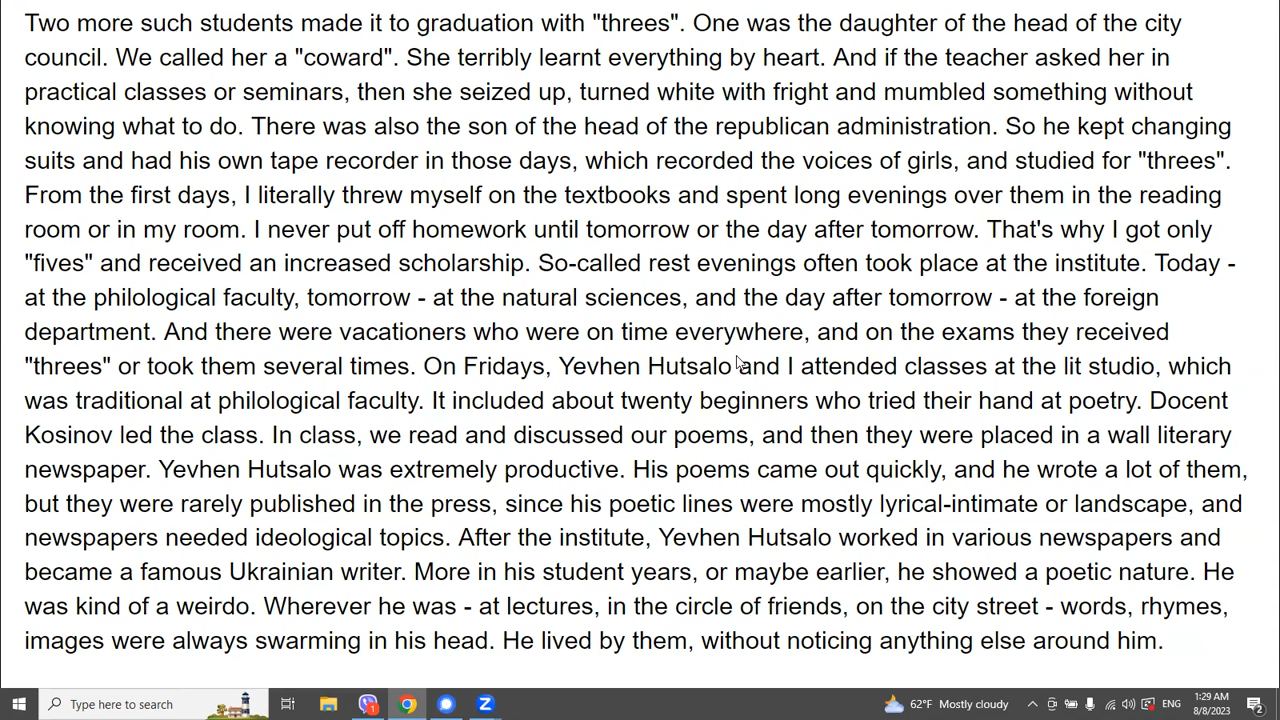 Two more such students made it to graduation with "threes". One was the daughter of the head of the city
council. We called her a "coward". She terribly learnt everything by heart. And if the teacher asked her in
practical classes or seminars, then she seized up, turned white with fright and mumbled something without
knowing what to do. There was also the son of the head of the republican administration. So he kept changing
suits and had his own tape recorder in those days, which recorded the voices of girls, and studied for "threes".
From the first days, I literally threw myself on the textbooks and spent long evenings over them in the reading
room or in my room. I never put off homework until tomorrow or the day after tomorrow. That's why I got only
"fives" and received an increased scholarship. So-called rest evenings often took place at the institute. Today -
at the philological faculty, tomorrow - at the natural sciences, and the day after tomorrow - at the foreign
department. And there were vacationers who were on time everywhere, and on the exams they received
"threes" or took them several times. On Fridays, Yevhen Hutsalo and I attended classes at the lit studio, which
was traditional at philological faculty. It included about twenty beginners who tried their hand at poetry. Docent
Kosinov led the class. In class, we read and discussed our poems, and then they were placed in a wall literary
newspaper. Yevhen Hutsalo was extremely productive. His poems came out quickly, and he wrote a lot of them,
but they were rarely published in the press, since his poetic lines were mostly lyrical-intimate or landscape, and
newspapers needed ideological topics. After the institute, Yevhen Hutsalo worked in various newspapers and
became a famous Ukrainian writer. More in his student years, or maybe earlier, he showed a poetic nature. He
was kind of a weirdo. Wherever he was - at lectures, in the circle of friends, on the city street - words, rhymes,
images were always swarming in his head. He lived by them, without noticing anything else around him.
Type here to search
1
62°F Mostly cloudy
ENG
1:29 AM
8/8/2023
2